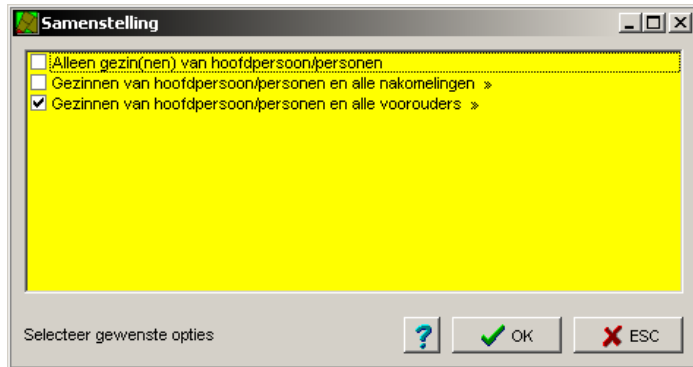 Samenstelling
Alleen gezin(nen) van hoofdpersoon/personen
Gezinnen van hoofdpersoon/personen en alle nakomelingen »
Gezinnen van hoofdpersoon/personen en alle voorouders »
Selecteer gewenste opties
? OK ESC